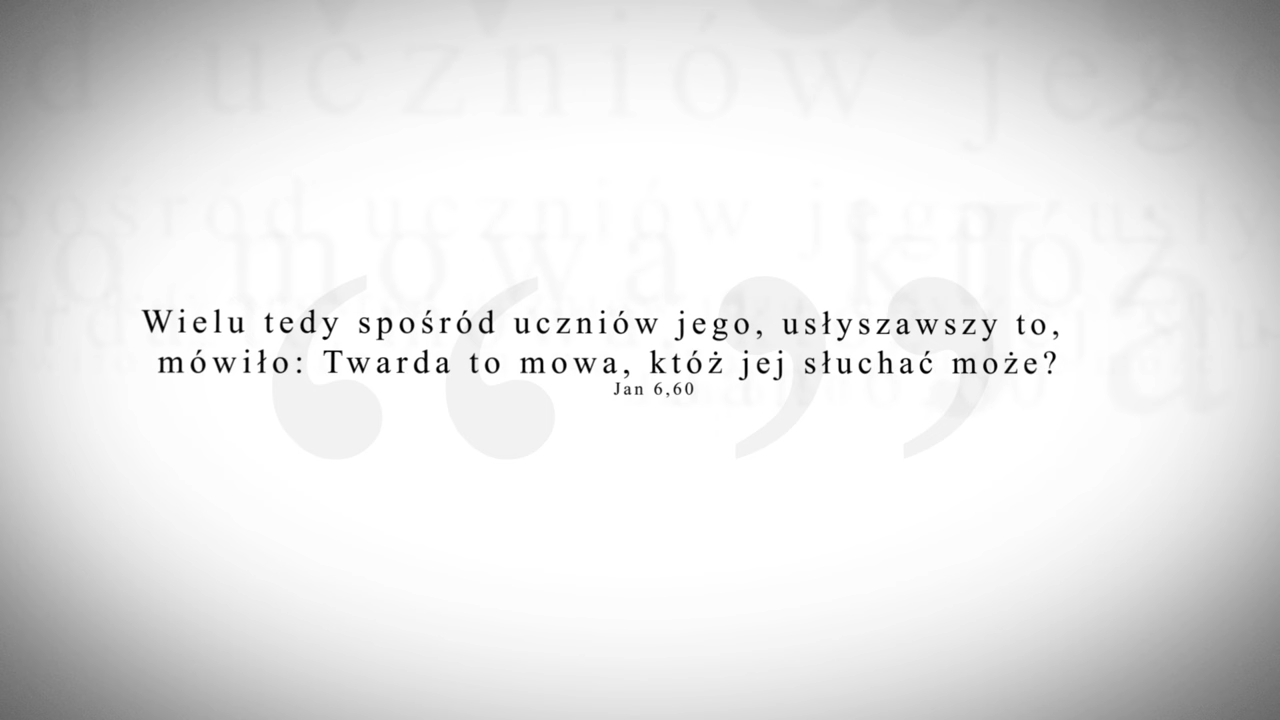 Wielu tedy spośród uczniów jego, usłyszawszy to,
mówiło: Twarda to mowa, któż jej słuchać może?
Jan 6,60